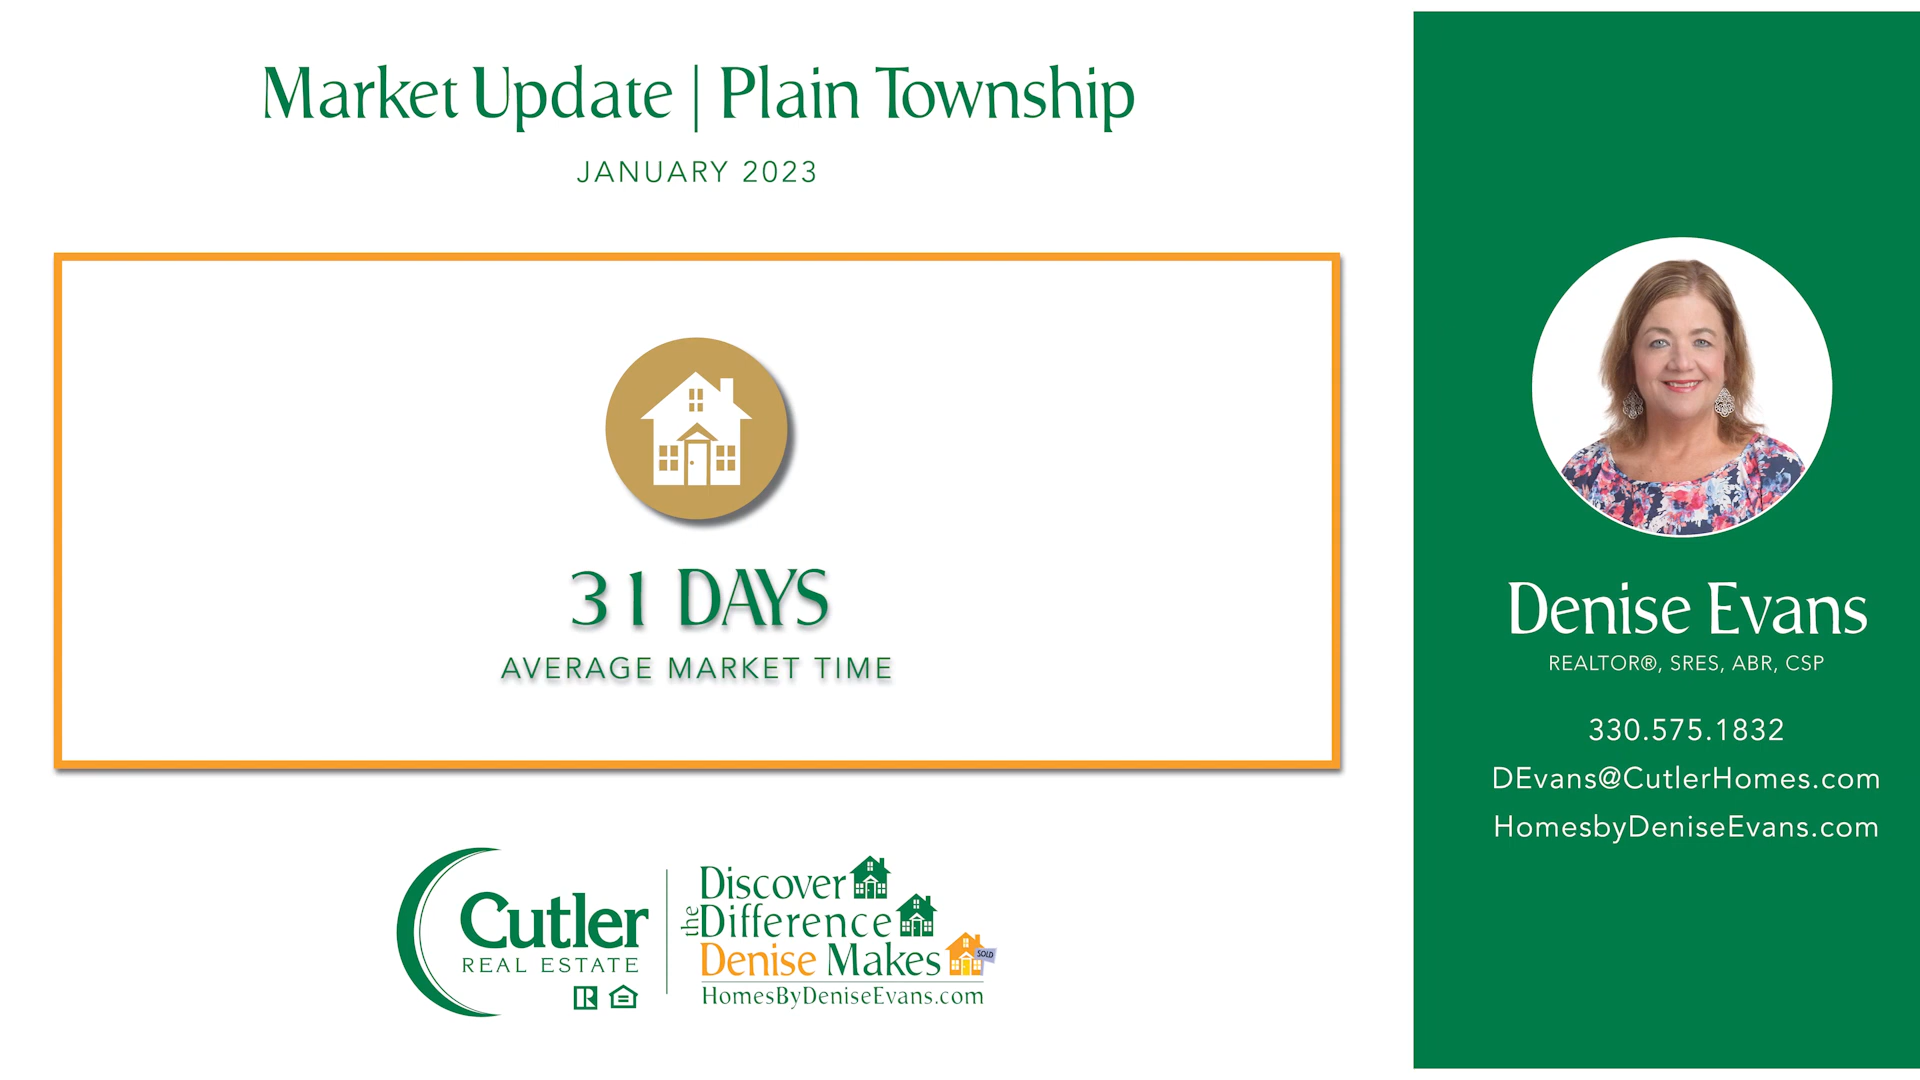 Market Update | Plain Township
JANUARY 2023
31 DAYS
AVERAGE MARKET TIME
Cutler
REAL ESTATE
Discover
the Difference
Denise Makes
SOLD
HomesByDeniseEvans.com
Denise Evans
REALTOR®, SRES, ABR, CSP
330.575.1832
DEvans@CutlerHomes.com
HomesbyDeniseEvans.com